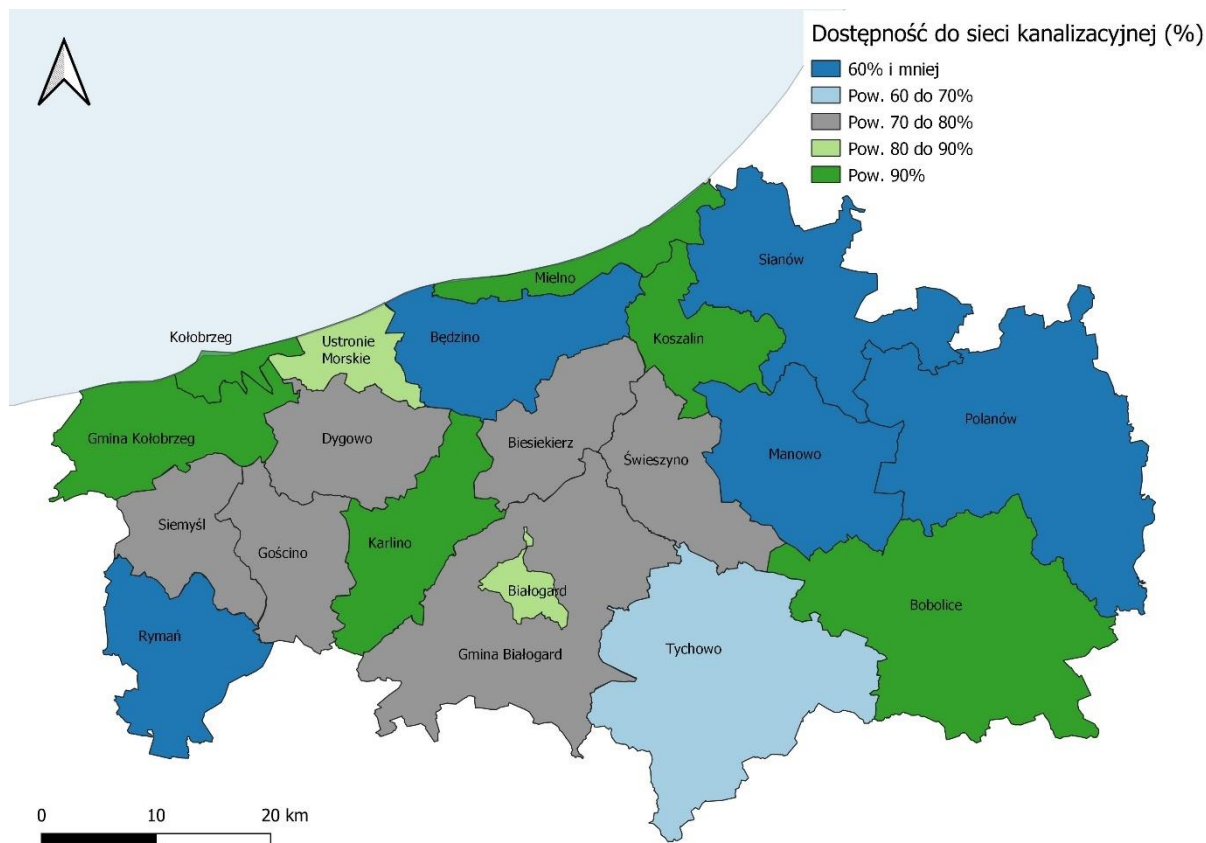 Dostępność do sieci kanalizacyjnej (%)
60% i mniej
Pow. 60 do 70%
Pow. 70 do 80%
Pow. 80 do 90%
Pow. 90%
Sianów
Mielno
Kołobrzeg
Ustronie
Morskie
Będzino
Koszalin
Polanów
Gmina Kołobrzeg
Dygowo
Biesiekierz
Świeszyno
Manowo
Siemyśl
Gościno
Karlino
Białogard
Bobolice
Rymań
Gmina Białogard
Tychowo
0 10 20 km